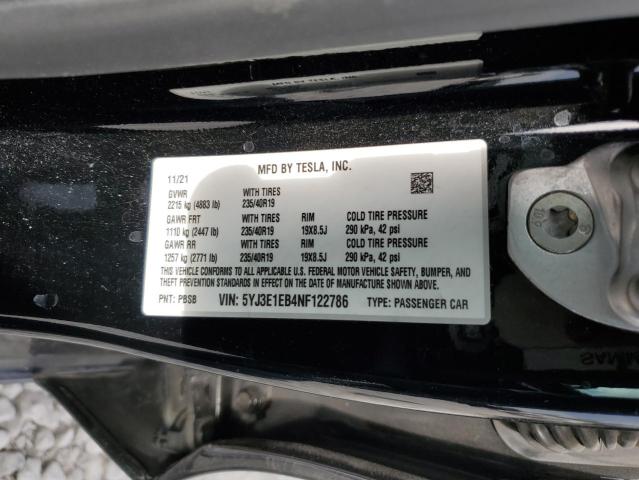 MFD BY TESLA, INC.
11/21 MFD BY TESLA, INC.
GVWR WITH TIRES
2215 kg (4883 lb) 235/40R19
GAWR FRT WITH TIRES RIM COLD TIRE PRESSURE
1110 kg (2447 lb) 235/40R19 19X8.5J 290 kPa, 42 psi
GAWR RR WITH TIRES RIM COLD TIRE PRESSURE
1257 kg (2771 lb) 235/40R19 19X8.5J 290 kPa, 42 psi
THIS VEHICLE CONFORMS TO ALL APPLICABLE U.S. FEDERAL MOTOR VEHICLE SAFETY, BUMPER, AND
THEFT PREVENTION STANDARDS IN EFFECT ON THE DATE OF MANUFACTURE SHOWN ABOVE.
PNT: PBSB VIN: 5YJ3E1EB4NF122786 TYPE: PASSENGER CAR